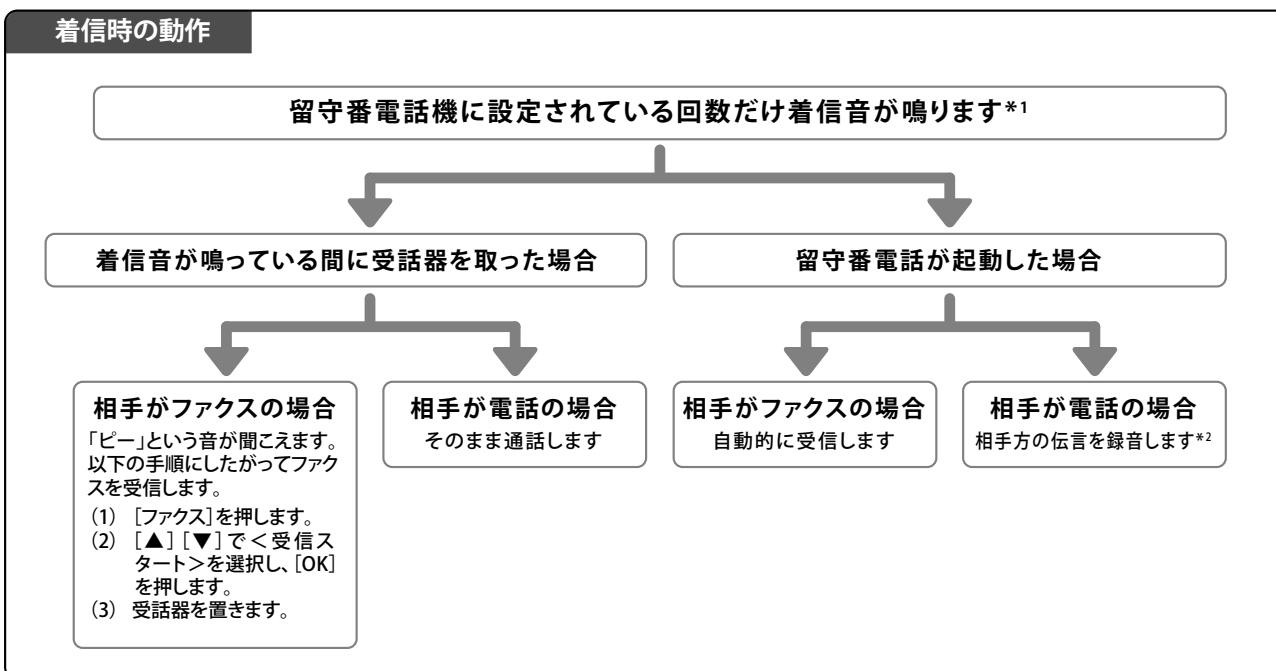 着信時の動作
留守番電話機に設定されている回数だけ着信音が鳴ります*1
着信音が鳴っている間に受話器を取った場合
留守番電話が起動した場合
相手がファクスの場合
「ピー」という音が聞こえます。
以下の手順にしたがってファク
スを受信します。
(1) [ファクス]を押します。
(2) [▲][▼]で<受信ス
タート>を選択し、[OK]
を押します。
(3) 受話器を置きます。
相手が電話の場合
そのまま通話します
相手がファクスの場合
自動的に受信します
相手が電話の場合
相手方の伝言を録音します*2